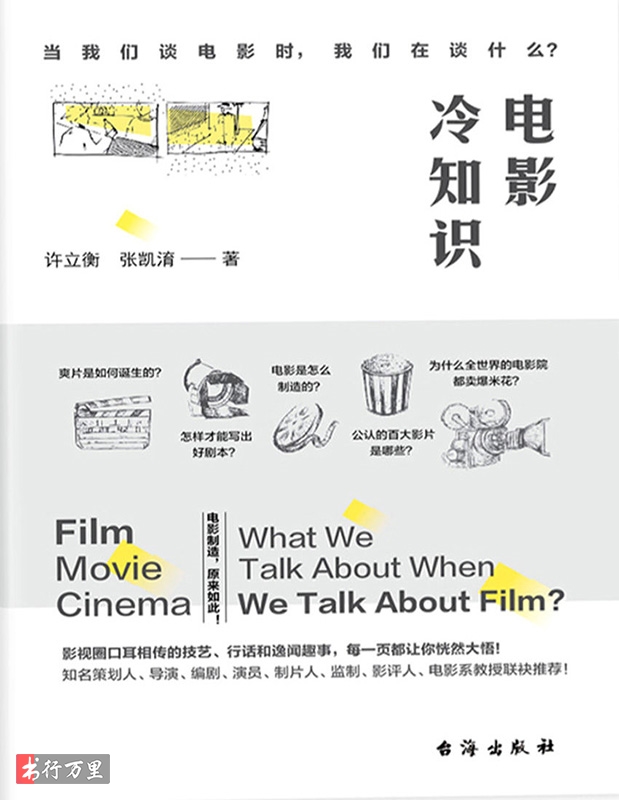 当我们谈电影时，我们在谈什么？
电影
冷知识
许立衡 张凯淯——著
爽片是如何诞生的？
怎样才能写出
好剧本？
电影是怎么
制造的？
公认的百大影片
是哪些？
为什么全世界的电影院
都卖爆米花？
Film
Movie
Cinema
电影制造，原来如此！
What We
Talk About When
We Talk About Film?
影视圈口耳相传的技艺、行话和逸闻趣事，每一页都让你恍然大悟！
知名策划人、导演、编剧、演员、制片人、监制、影评人、电影系教授联袂推荐！
台海出版社
书行万里